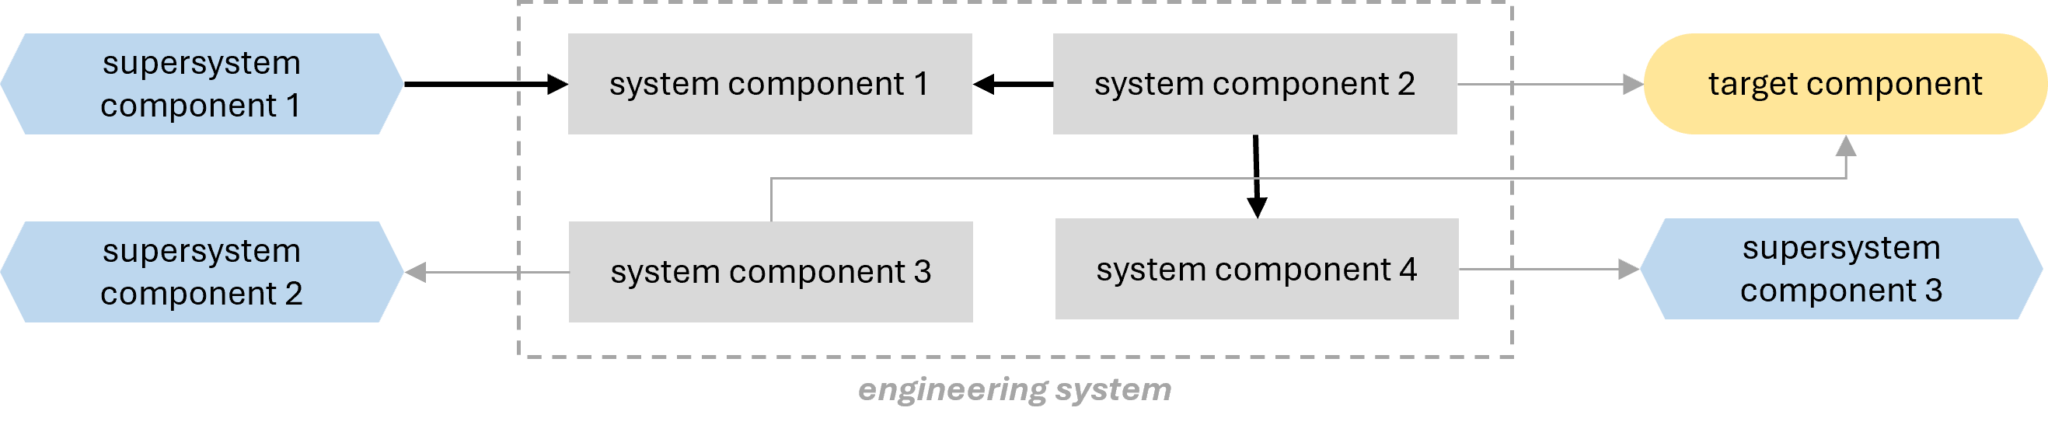 supersystem
component 1
system component 1
system component 2
target component
supersystem
component 2
system component 3
system component 4
supersystem
component 3
engineering system